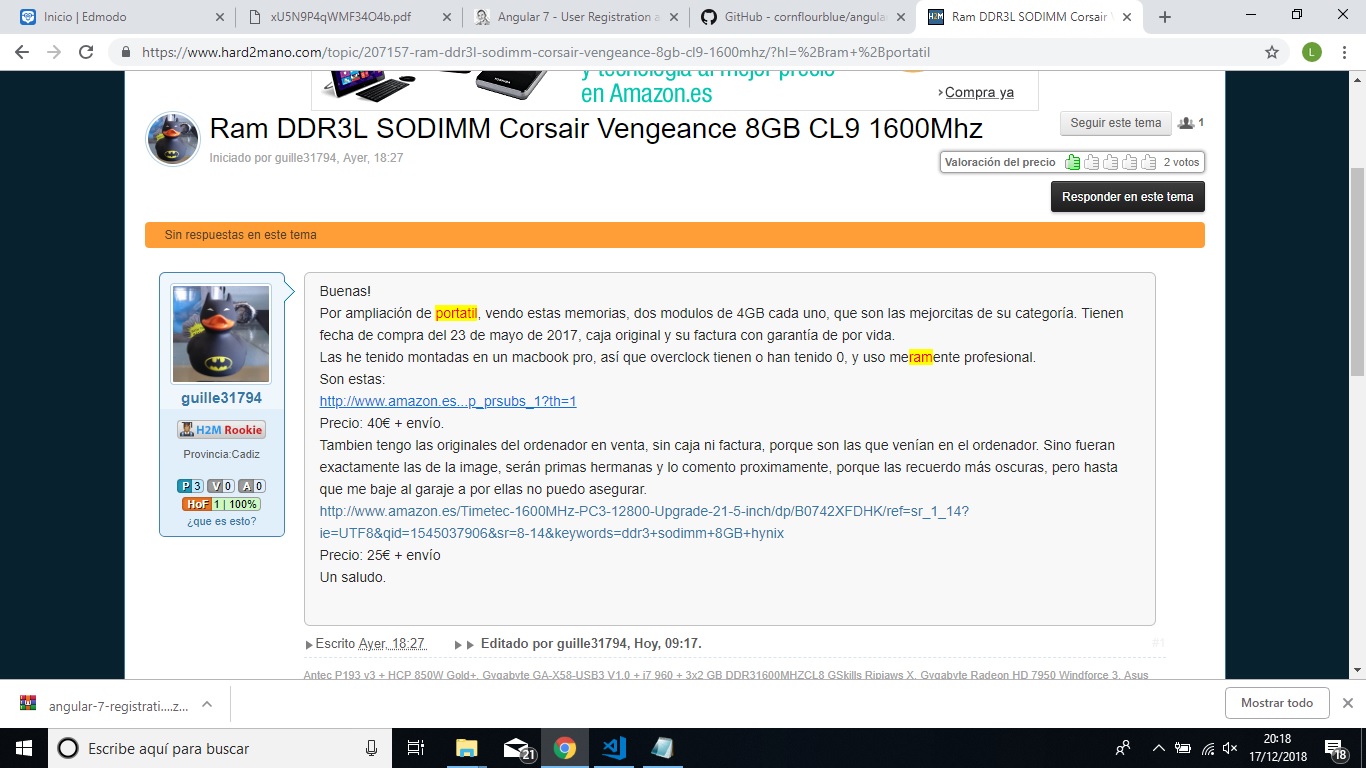 Inicio | Edmodo
xU5N9P4qWMF34O4b.pdf
Angular 7 - User Registration a
GitHub - cornflourblue/angula
Ram DDR3L SODIMM Corsair V
https://www.hard2mano.com/topic/207157-ram-ddr3l-sodimm-corsair-vengeance-8gb-cl9-1600mhz/?hl=%2Bram+%2Bportatil
L
y tecnología al mejor precio
en Amazon.es
Compra ya
Ram DDR3L SODIMM Corsair Vengeance 8GB CL9 1600Mhz
Iniciado por guille31794, Ayer, 18:27
Seguir este tema
1
Valoración del precio
2 votos
Responder en este tema
Sin respuestas en este tema
guille31794
H2M Rookie
Provincia:Cadiz
P 3 V 0 A 0
HoF 1 | 100%
¿que es esto?
Buenas!
Por ampliación de portatil, vendo estas memorias, dos modulos de 4GB cada uno, que son las mejorcitas de su categoría. Tienen
fecha de compra del 23 de mayo de 2017, caja original y su factura con garantía de por vida.
Las he tenido montadas en un macbook pro, así que overclock tienen o han tenido 0, y uso meramente profesional.
Son estas:
http://www.amazon.es...p_prsubs_1?th=1
Precio: 40€ + envío.
Tambien tengo las originales del ordenador en venta, sin caja ni factura, porque son las que venían en el ordenador. Sino fueran
exactamente las de la image, serán primas hermanas y lo comento proximamente, porque las recuerdo más oscuras, pero hasta
que me baje al garaje a por ellas no puedo asegurar.
http://www.amazon.es/Timetec-1600MHz-PC3-12800-Upgrade-21-5-inch/dp/B0742XFDHK/ref=sr_1_14?
ie=UTF8&qid=1545037906&sr=8-14&keywords=ddr3+sodimm+8GB+hynix
Precio: 25€ + envío
Un saludo.
Escrito Ayer, 18:27
Editado por guille31794, Hoy, 09:17.
#1
Antec P193 v3 + HCP 850W Gold+, Gygabyte GA-X58-USB3 V1.0 + i7 960 + 3x2 GB DDR31600MHZCL8 GSkills Ripjaws X, Gygabyte Radeon HD 7950 Windforce 3, Asus
angular-7-registrati....z...
Mostrar todo
Escribe aquí para buscar
21
20:18
17/12/2018
18